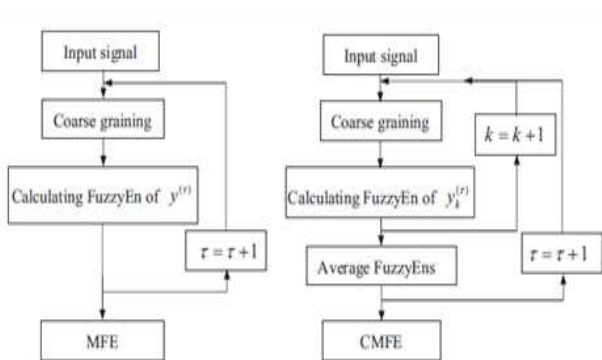 Input signal
Coarse graining
Calculating FuzzyEn of y^(τ)
τ = τ+1
MFE
Input signal
Coarse graining
k = k+1
Calculating FuzzyEn of y_k^(τ)
Average FuzzyEns
τ = τ+1
CMFE